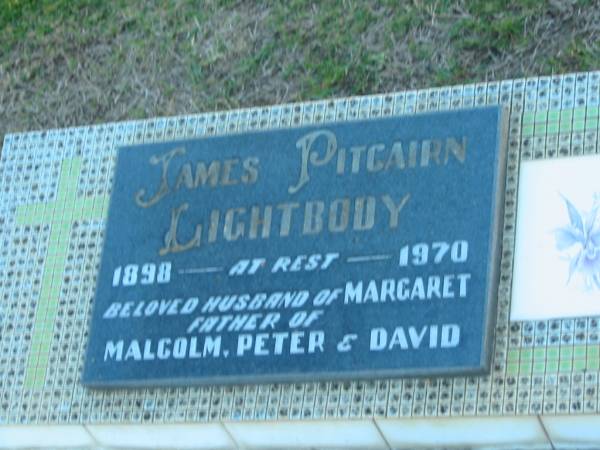 JAMES PITCAIRN
LIGHTBODY
1898 — AT REST — 1970
BELOVED HUSBAND OF MARGARET
FATHER OF
MALCOLM, PETER & DAVID